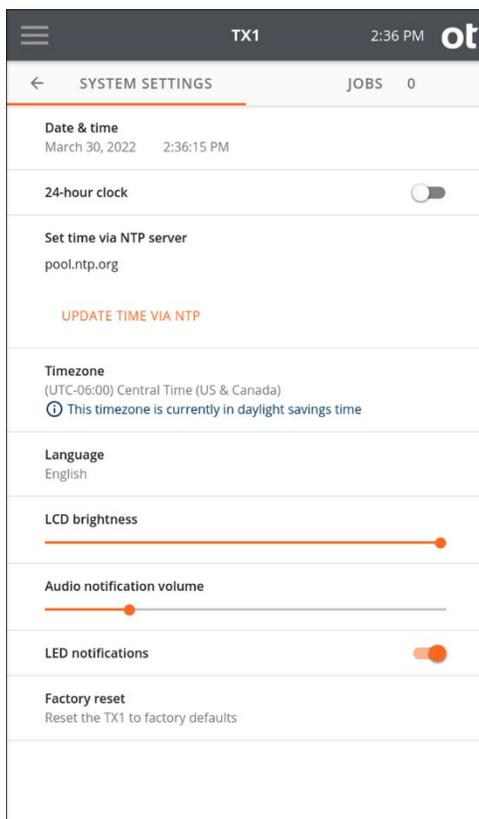 TX1 2:36 PM ot
← SYSTEM SETTINGS JOBS 0
Date & time
March 30, 2022 2:36:15 PM
24-hour clock
Set time via NTP server
pool.ntp.org
UPDATE TIME VIA NTP
Timezone
(UTC-06:00) Central Time (US & Canada)
This timezone is currently in daylight savings time
Language
English
LCD brightness
Audio notification volume
LED notifications
Factory reset
Reset the TX1 to factory defaults